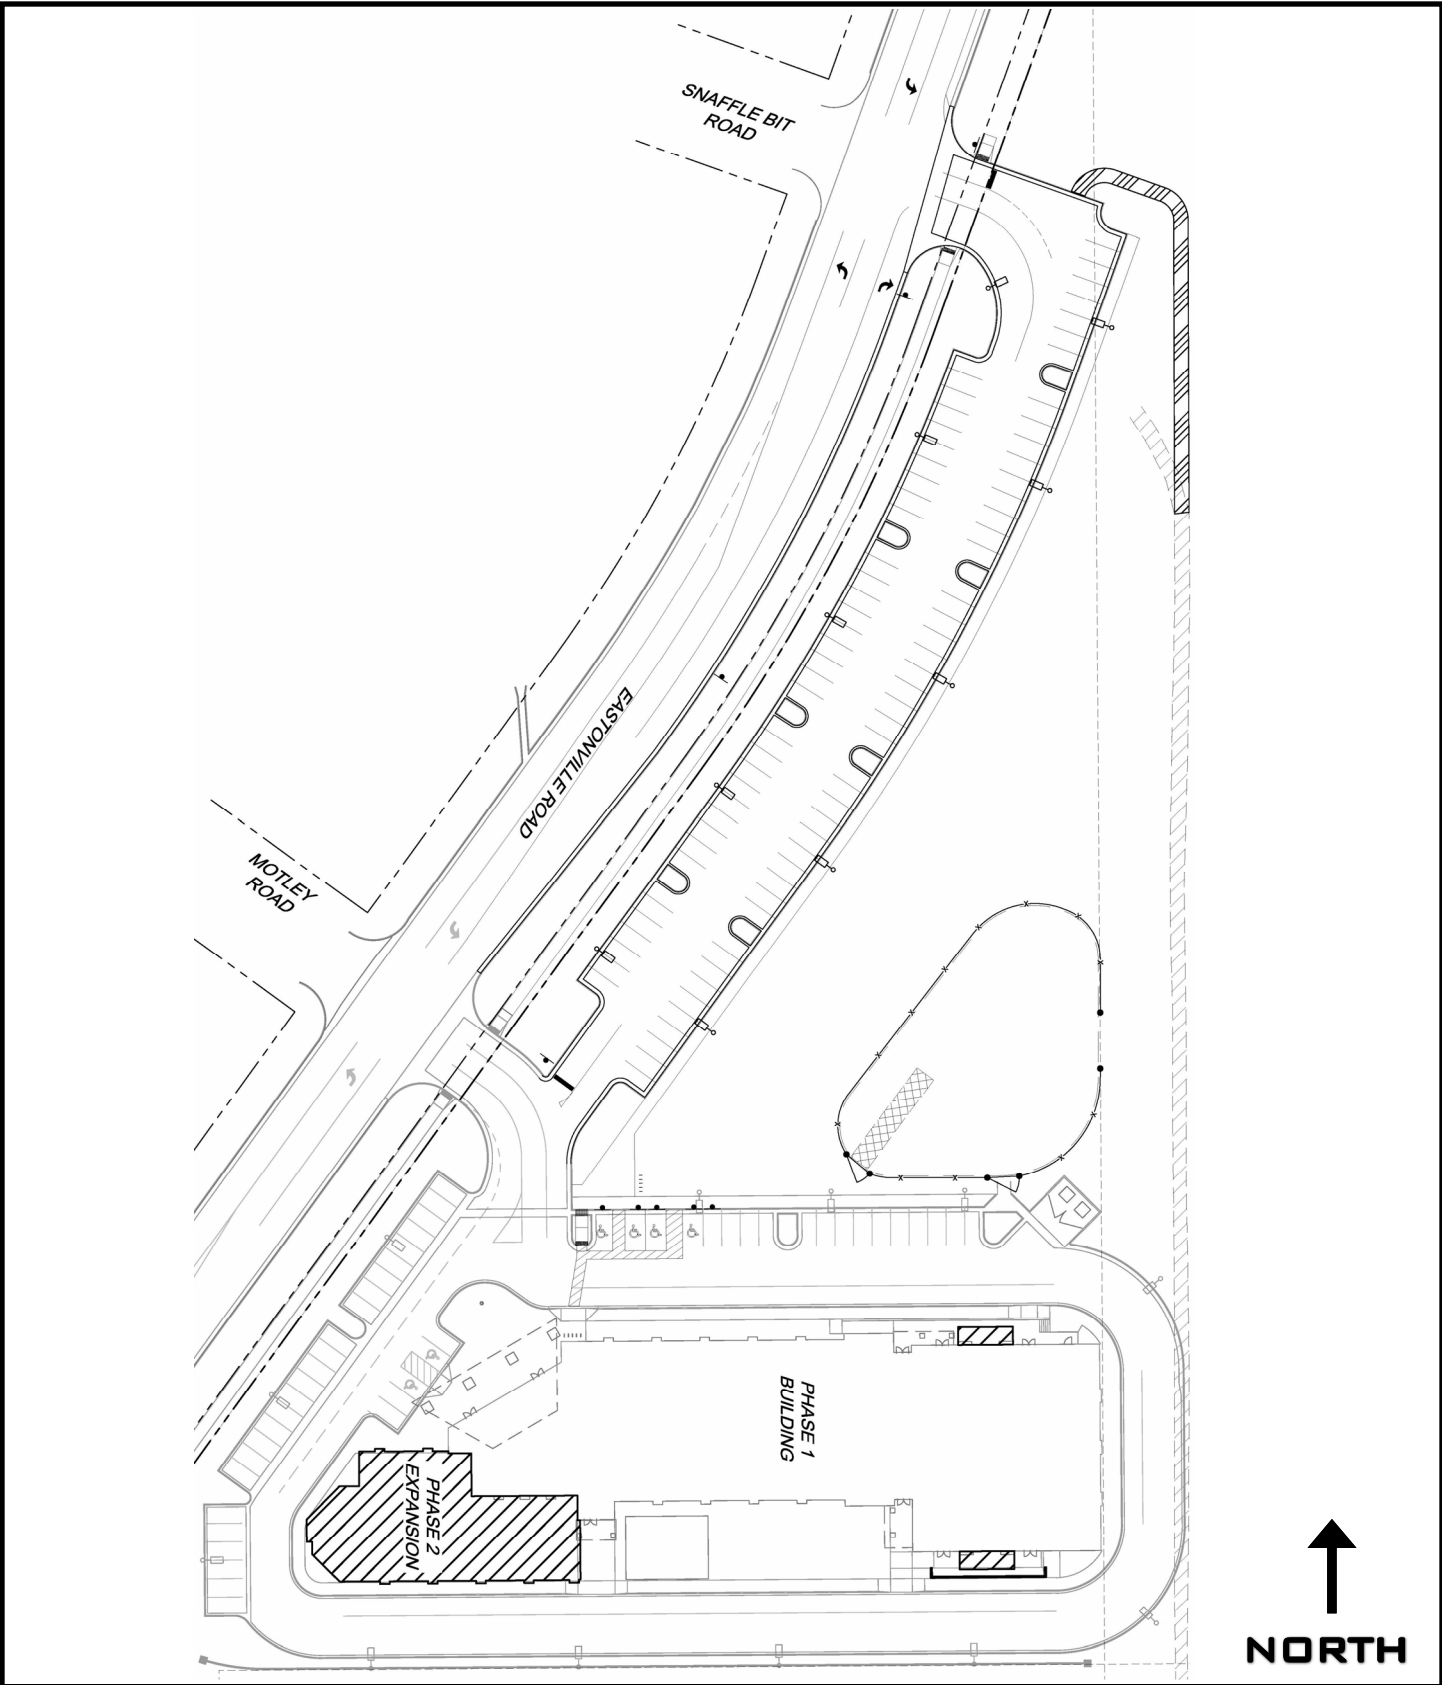 SNAFFLE BIT
ROAD
EASTONVILLE ROAD
MOTLEY
ROAD
PHASE 1
BUILDING
PHASE 2
EXPANSION
NORTH